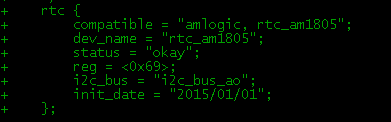 +    rtc {
+        compatible = "amlogic, rtc_am1805";
+        dev_name = "rtc_am1805";
+        status = "okay";
+        reg = <0x69>;
+        i2c_bus = "i2c_bus_ao";
+        init_date = "2015/01/01";
+    };